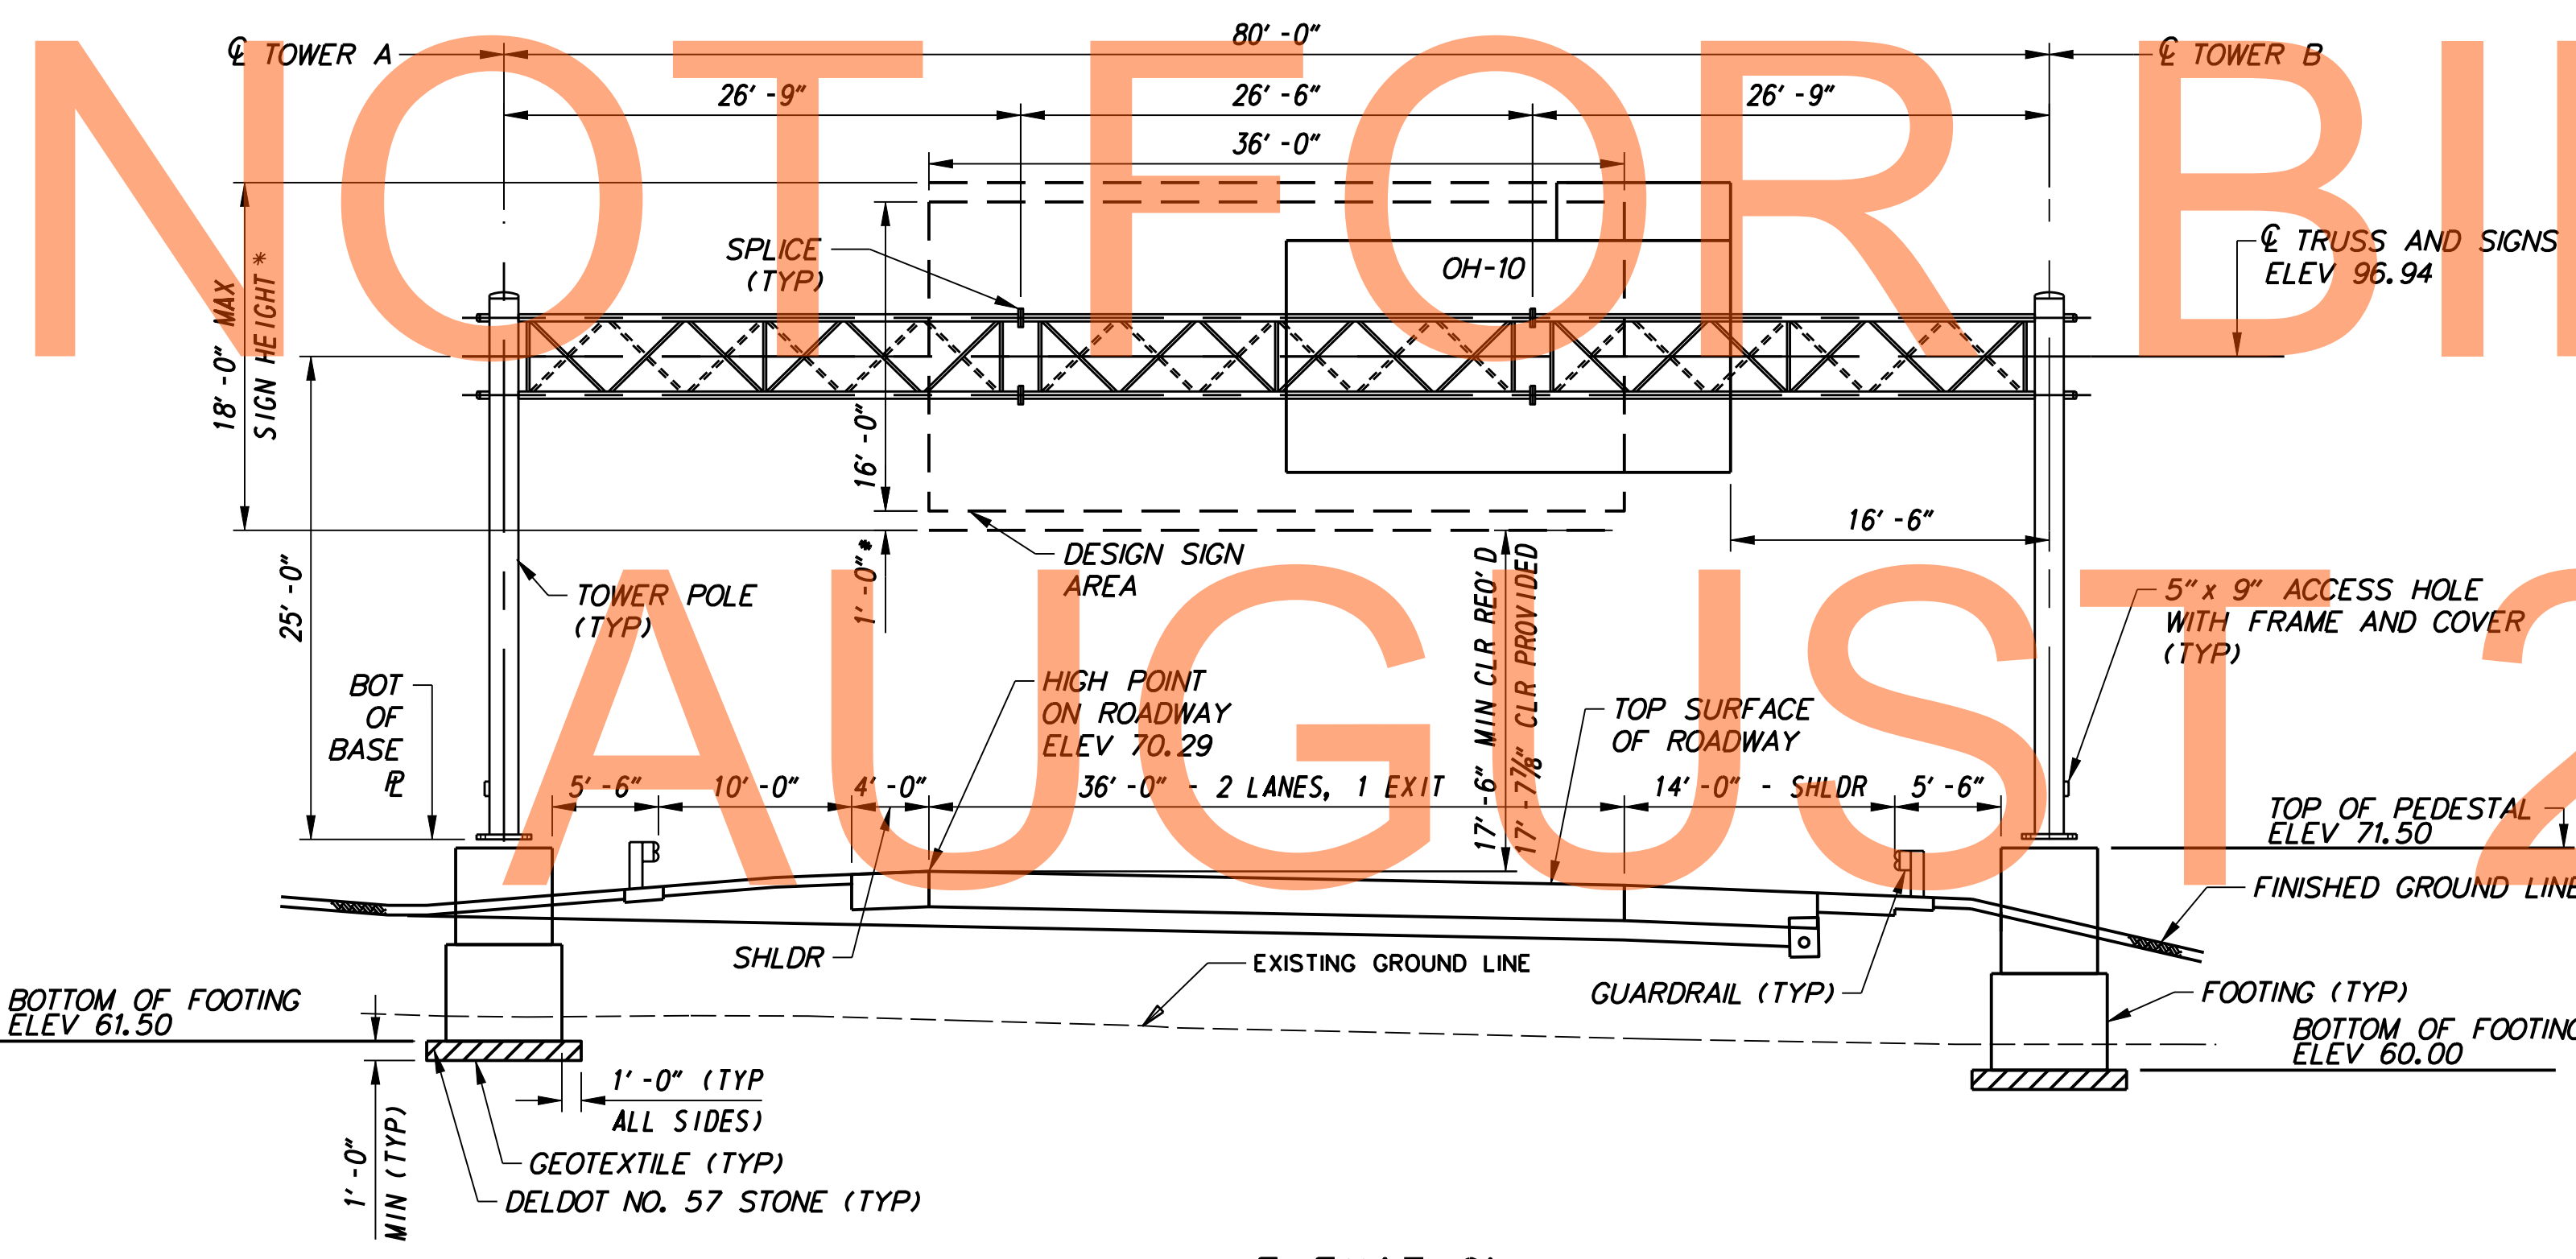 NOT FOR BI
AUGUST 2
℄ TOWER A
80'-0"
℄ TOWER B
26'-9"
26'-6"
26'-9"
36'-0"
SPLICE
(TYP)
OH-10
℄ TRUSS AND SIGNS
ELEV 96.94
18'-0" MAX
SIGN HEIGHT *
16'-0"
25'-0"
1'-0"*
DESIGN SIGN
AREA
16'-6"
17'-6" MIN CLR REQ'D
17'-7⅞" CLR PROVIDED
TOWER POLE
(TYP)
5" x 9" ACCESS HOLE
WITH FRAME AND COVER
(TYP)
BOT
OF
BASE
℄
HIGH POINT
ON ROADWAY
ELEV 70.29
TOP SURFACE
OF ROADWAY
5'-6"
10'-0"
4'-0"
36'-0" - 2 LANES, 1 EXIT
14'-0" - SHLDR
5'-6"
TOP OF PEDESTAL
ELEV 71.50
FINISHED GROUND LINE
SHLDR
EXISTING GROUND LINE
GUARDRAIL (TYP)
FOOTING (TYP)
BOTTOM OF FOOTING
ELEV 61.50
BOTTOM OF FOOTING
ELEV 60.00
1'-0" (TYP
ALL SIDES)
1'-0"
MIN (TYP)
GEOTEXTILE (TYP)
DELDOT NO. 57 STONE (TYP)